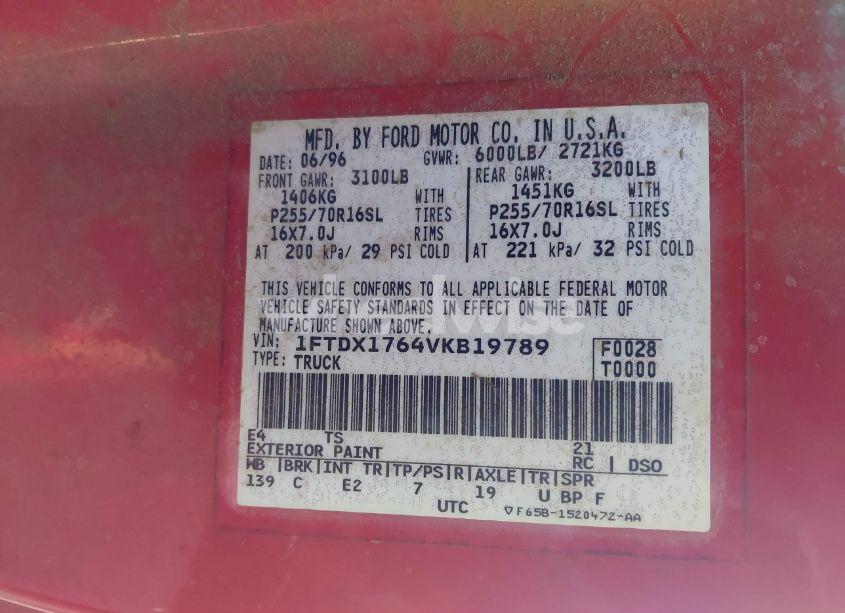 MFD. BY FORD MOTOR CO. IN U.S.A.
DATE: 06/96 GVWR: 6000LB/ 2721KG
FRONT GAWR: 3100LB REAR GAWR: 3200LB
1406KG WITH 1451KG WITH
P255/70R16SL TIRES P255/70R16SL TIRES
16X7.0J RIMS 16X7.0J RIMS
AT 200 kPa/ 29 PSI COLD AT 221 kPa/ 32 PSI COLD
THIS VEHICLE CONFORMS TO ALL APPLICABLE FEDERAL MOTOR
VEHICLE SAFETY STANDARDS IN EFFECT ON THE DATE OF
MANUFACTURE SHOWN ABOVE.
VIN: 1FTDX1764VKB19789 F0028
TYPE: TRUCK T0000
E4 TS 21
EXTERIOR PAINT RC DSO
WB BRK INT TR TP/PS R AXLE TR SPR
139 C E2 7 19 U BP F
UTC F65B-1520472-AA